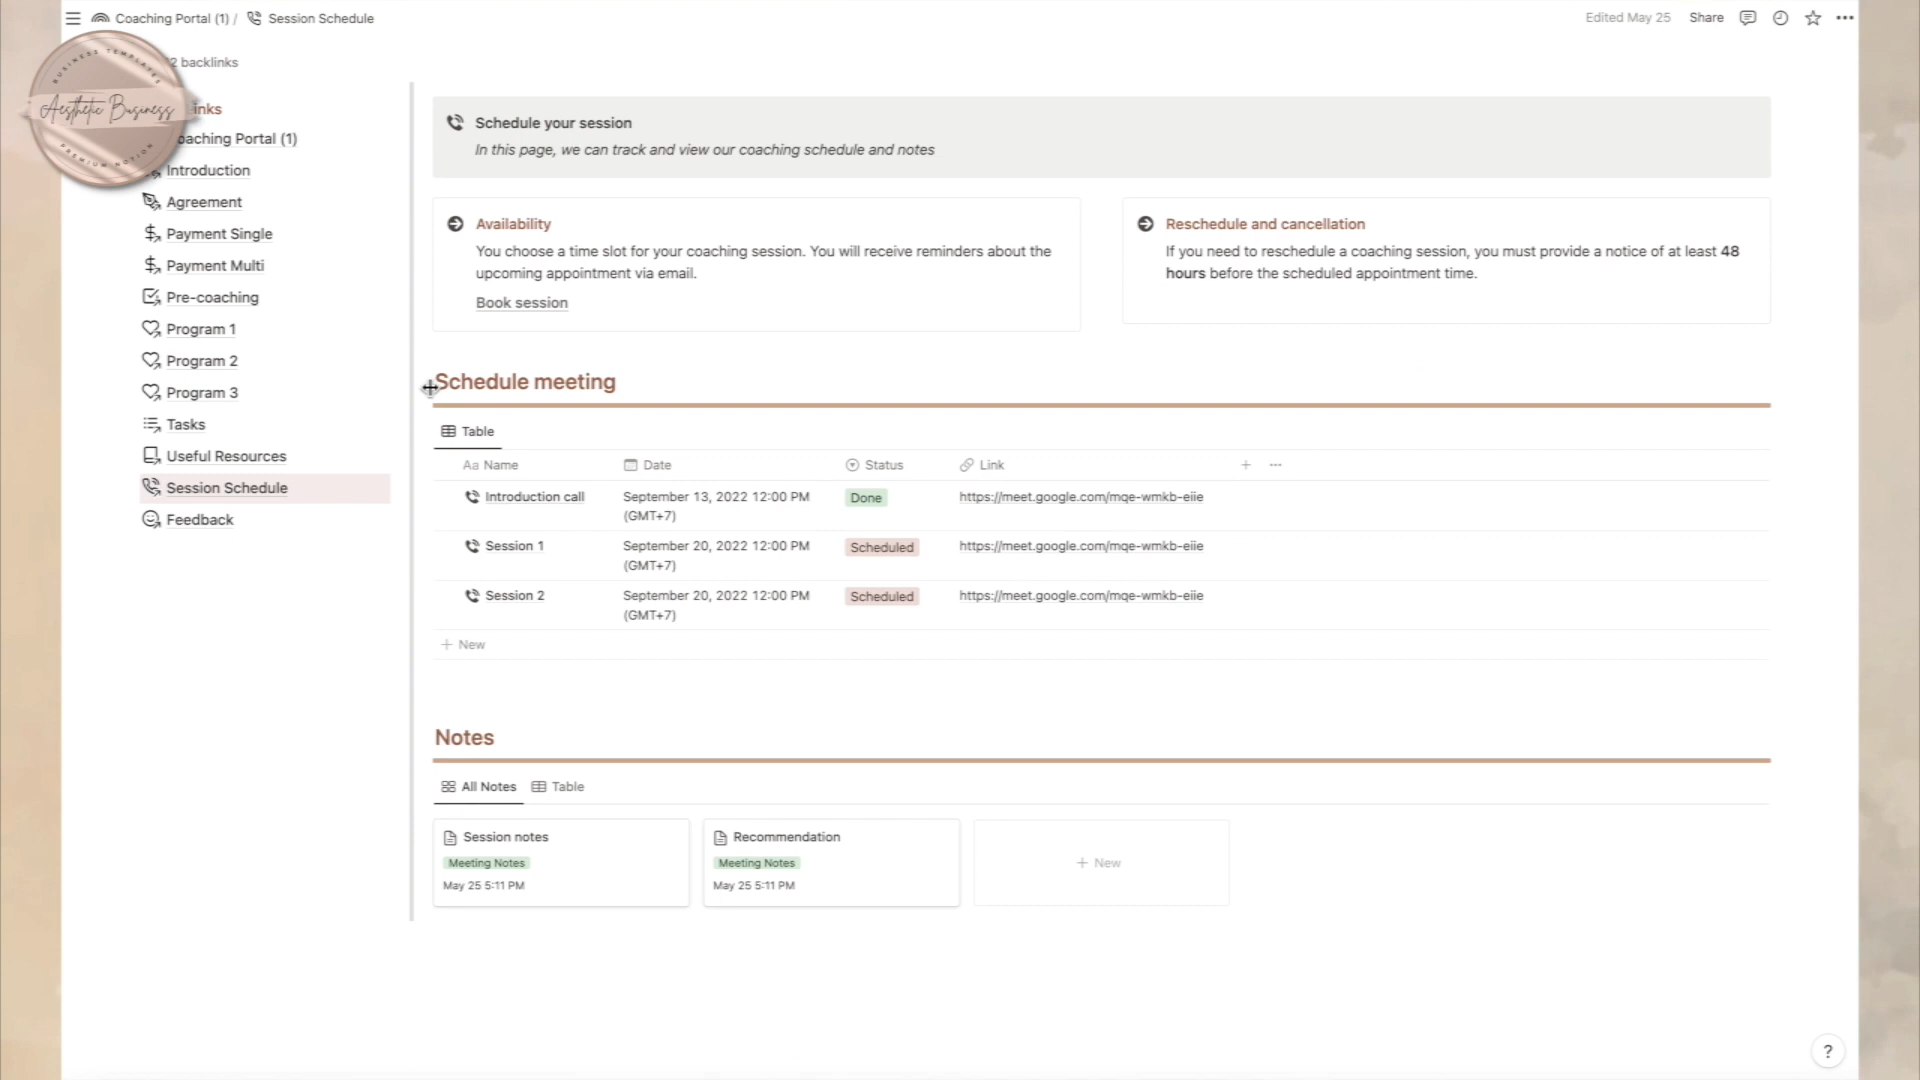 Coaching Portal (1) / Session Schedule
Edited May 25 Share
2 backlinks
BUSINESS TEMPLATES
Aesthetic Business
PREMIUM NOTION
inks
oaching Portal (1)
Introduction
Agreement
Payment Single
Payment Multi
Pre-coaching
Program 1
Program 2
Program 3
Tasks
Useful Resources
Session Schedule
Feedback
Schedule your session
In this page, we can track and view our coaching schedule and notes
Availability
You choose a time slot for your coaching session. You will receive reminders about the
upcoming appointment via email.
Book session
Reschedule and cancellation
If you need to reschedule a coaching session, you must provide a notice of at least 48
hours before the scheduled appointment time.
Schedule meeting
Table
Aa Name Date Status Link + ···
Introduction call September 13, 2022 12:00 PM Done https://meet.google.com/mqe-wmkb-eiie
(GMT+7)
Session 1 September 20, 2022 12:00 PM Scheduled https://meet.google.com/mqe-wmkb-eiie
(GMT+7)
Session 2 September 20, 2022 12:00 PM Scheduled https://meet.google.com/mqe-wmkb-eiie
(GMT+7)
+ New
Notes
All Notes Table
Session notes
Meeting Notes
May 25 5:11 PM
Recommendation
Meeting Notes
May 25 5:11 PM
+ New
?